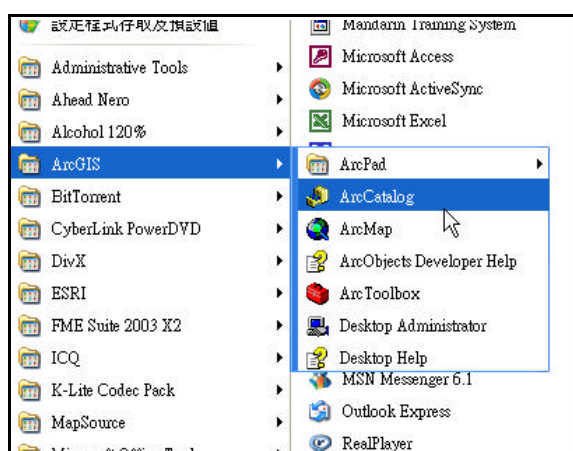 設定程式存取及預設值
Administrative Tools
Ahead Nero
Alcohol 120%
ArcGIS
BitTorrent
CyberLink PowerDVD
DivX
ESRI
FME Suite 2003 X2
ICQ
K-Lite Codec Pack
MapSource
Mandarin Training System
Microsoft Access
Microsoft ActiveSync
Microsoft Excel
ArcPad
ArcCatalog
ArcMap
ArcObjects Developer Help
ArcToolbox
Desktop Administrator
Desktop Help
MSN Messenger 6.1
Outlook Express
RealPlayer